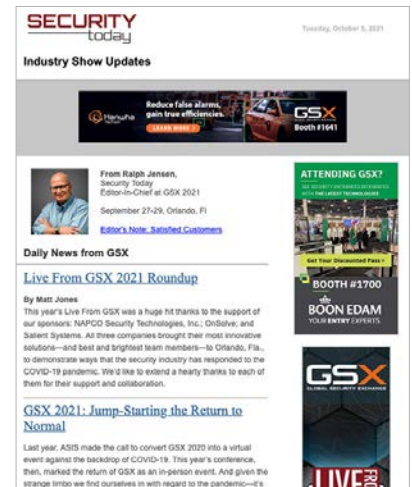 SECURITY
today
Tuesday, October 5, 2021
Industry Show Updates
Hanwha
Reduce false alarms,
gain true efficiencies.
LEARN MORE >
GSX
Booth #1641
From Ralph Jensen,
Security Today
Editor-in-Chief at GSX 2021
September 27-29, Orlando, Fl
Editor's Note: Satisfied Customers
Daily News from GSX
Live From GSX 2021 Roundup
By Matt Jones
This year's Live From GSX was a huge hit thanks to the support of
our sponsors: NAPCO Security Technologies, Inc.; OnSolve; and
Salient Systems. All three companies brought their most innovative
solutions—and best and brightest team members—to Orlando, Fla.,
to demonstrate ways that the security industry has responded to the
COVID-19 pandemic. We'd like to extend a hearty thanks to each of
them for their support and collaboration.
GSX 2021: Jump-Starting the Return to
Normal
Last year, ASIS made the call to convert GSX 2020 into a virtual
event against the backdrop of COVID-19. This year's conference,
then, marked the return of GSX as an in-person event. And given the
strange limbo we find ourselves in with regard to the pandemic—it's
ATTENDING GSX?
SEE SECURITY ENTRANCES
THE LATEST TECHNOLOGIES
Get Your Discounted Pass >
BOOTH #1700
BOON EDAM
YOUR ENTRY EXPERTS.
GSX
GLOBAL SECURITY EXCHANGE
LIVE
FROM